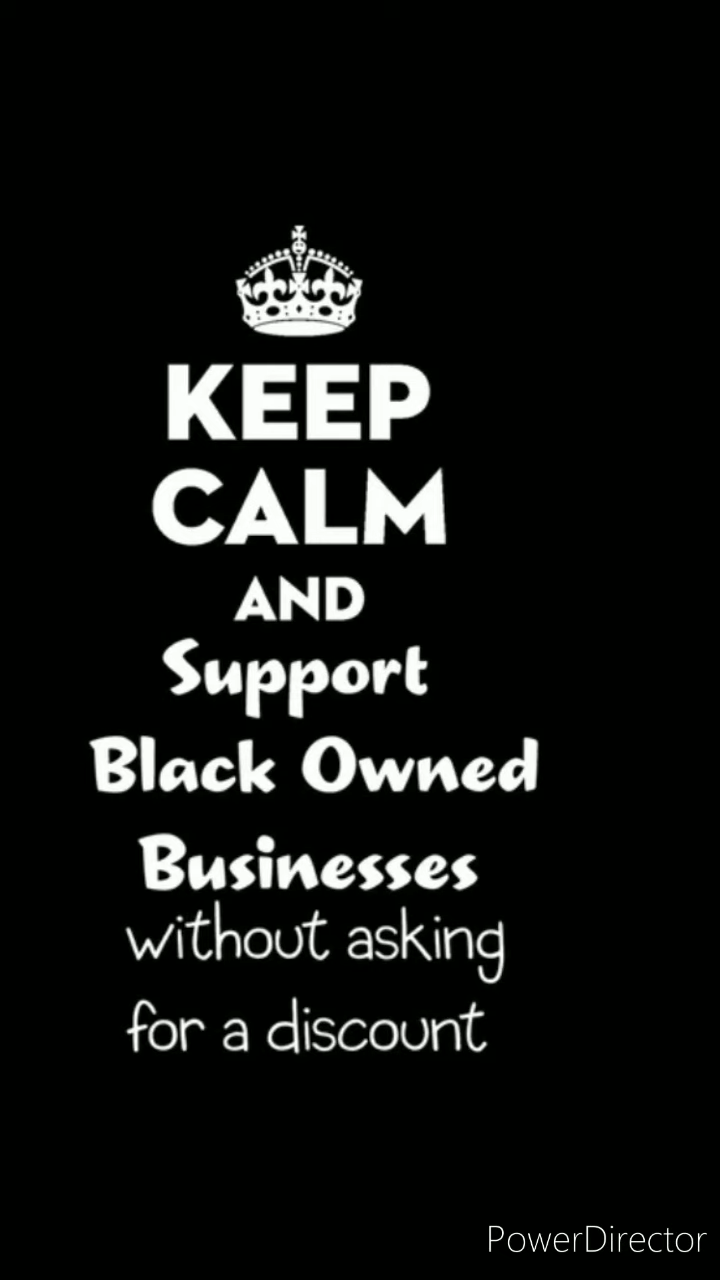 KEEP
CALM
AND
Support
Black Owned
Businesses
without asking
for a discount
PowerDirector